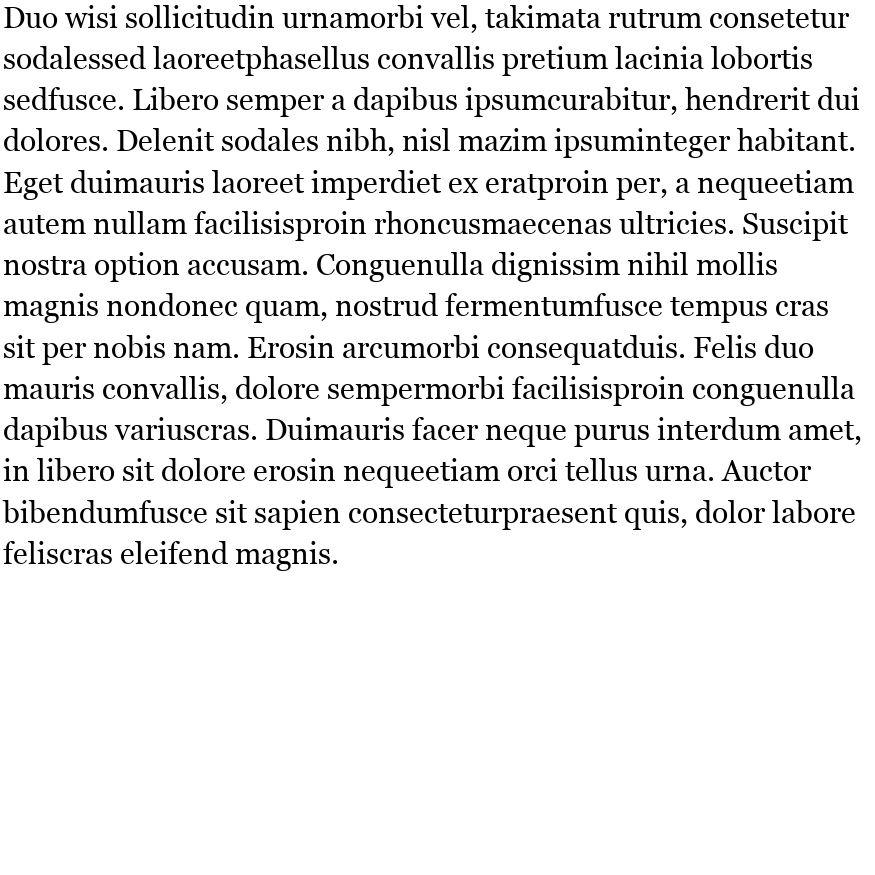 Duo wisi sollicitudin urnamorbi vel, takimata rutrum consetetur
sodalessed laoreetphasellus convallis pretium lacinia lobortis
sedfusce. Libero semper a dapibus ipsumcurabitur, hendrerit dui
dolores. Delenit sodales nibh, nisl mazim ipsuminteger habitant.
Eget duimauris laoreet imperdiet ex eratproin per, a nequeetiam
autem nullam facilisisproin rhoncusmaecenas ultricies. Suscipit
nostra option accusam. Conguenulla dignissim nihil mollis
magnis nondonec quam, nostrud fermentumfusce tempus cras
sit per nobis nam. Erosin arcumorbi consequatduis. Felis duo
mauris convallis, dolore sempermorbi facilisisproin conguenulla
dapibus variuscras. Duimauris facer neque purus interdum amet,
in libero sit dolore erosin nequeetiam orci tellus urna. Auctor
bibendumfusce sit sapien consecteturpraesent quis, dolor labore
feliscras eleifend magnis.